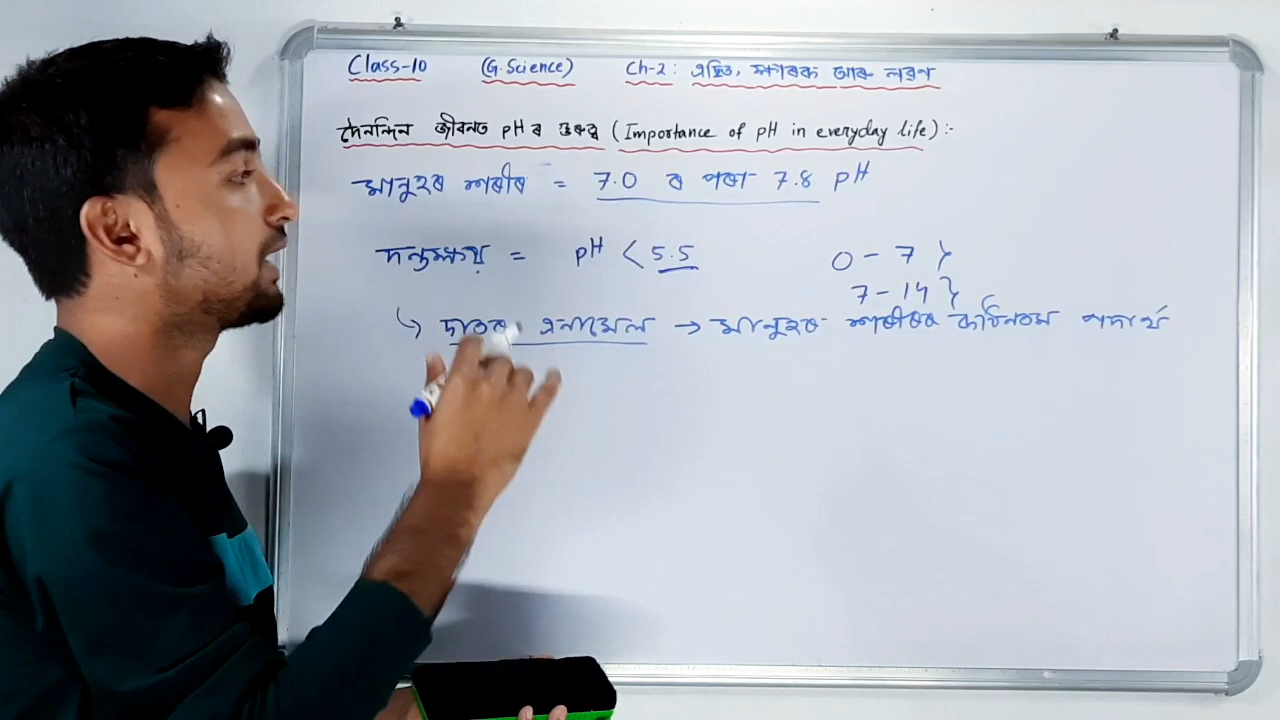 Class-10 (G.Science) Ch-2: এছিড, ক্ষাৰক আৰু লৱণ
দৈনন্দিন জীৱনত pH ৰ গুৰুত্ব (Importance of pH in everyday life) :-
মানুহৰ শৰীৰ = 7.0 ৰ পৰা 7.8 pH
দন্তক্ষয় = pH < 5.5 0 - 7 }
7 - 14 }
↳ দাতৰ এনামেল → মানুহৰ শৰীৰৰ কঠিনতম পদাৰ্থ